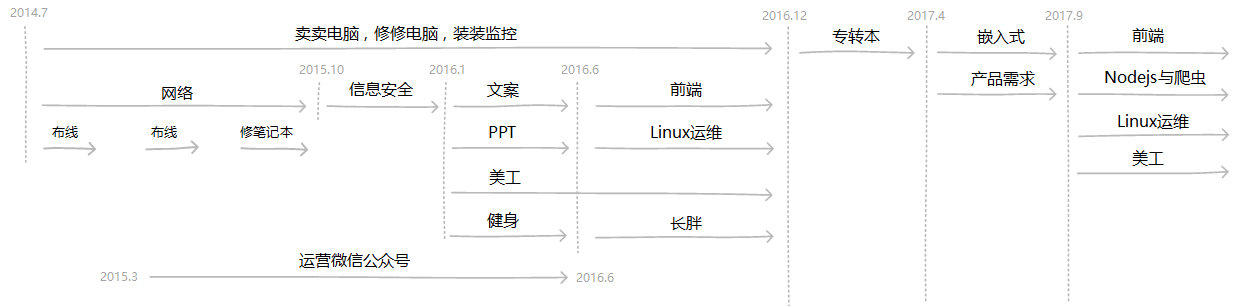 2014.7
2016.12
2017.4
2017.9
卖卖电脑，修修电脑，装装监控
专转本
嵌入式
前端
2015.10
2016.1
2016.6
网络
信息安全
文案
前端
产品需求
Nodejs与爬虫
布线
布线
修笔记本
PPT
Linux运维
Linux运维
美工
美工
健身
长胖
运营微信公众号
2015.3
2016.6